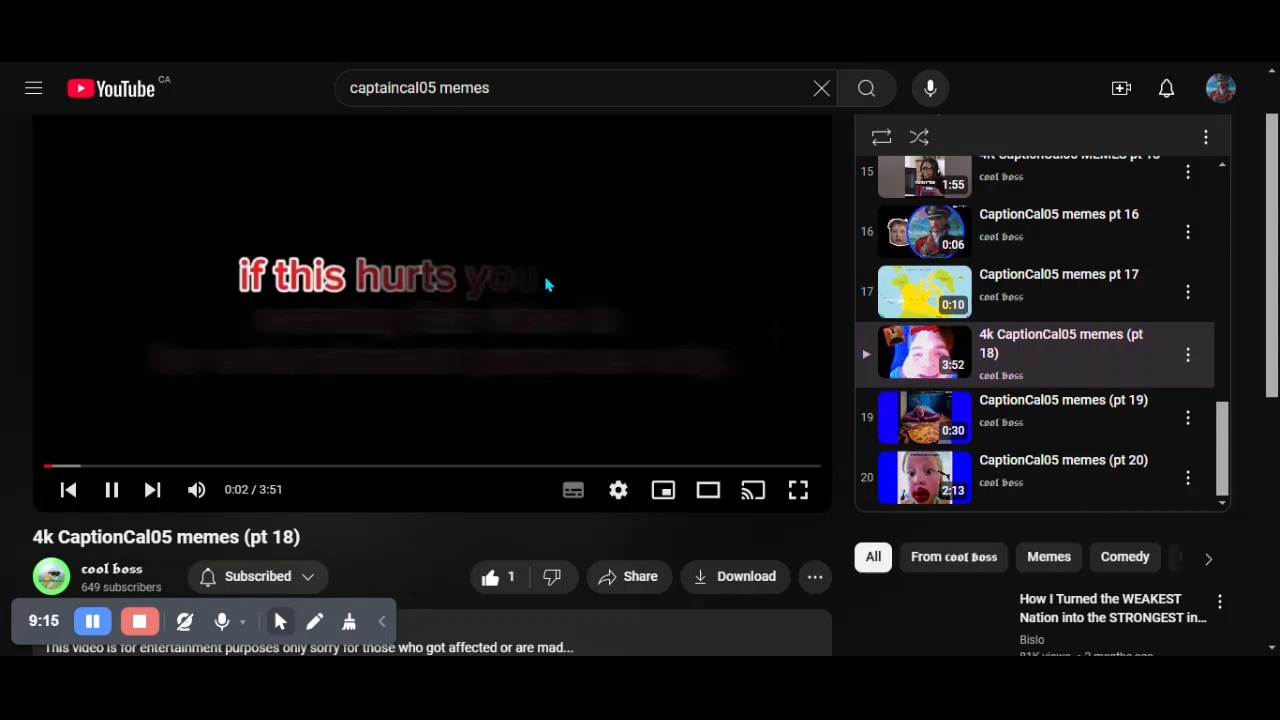 YouTube CA
captaincal05 memes
if this hurts you
0:02 / 3:51
4k CaptionCal05 memes (pt 18)
cool boss
649 subscribers
Subscribed
1
Share
Download
9:15
This video is for entertainment purposes only sorry for those who got affected or are mad...
15
1:55
4k CaptionCal05 MEMES pt
cool boss
16
0:06
CaptionCal05 memes pt 16
cool boss
17
0:10
CaptionCal05 memes pt 17
cool boss
3:52
4k CaptionCal05 memes (pt
18)
cool boss
19
0:30
CaptionCal05 memes (pt 19)
cool boss
20
2:13
CaptionCal05 memes (pt 20)
cool boss
All
From cool boss
Memes
Comedy
How I Turned the WEAKEST
Nation into the STRONGEST in...
Bislo
81K views • 2 months ago